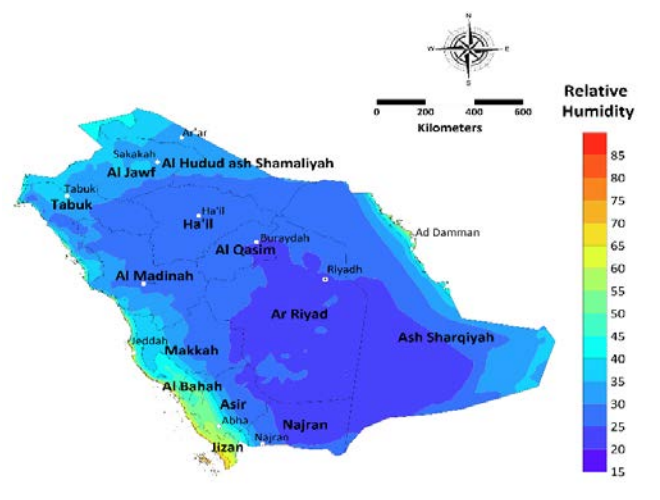 N
W
E
S
0 200 400 600
Kilometers
Relative
Humidity
85
80
75
70
65
60
55
50
45
40
35
30
25
20
15
Ar'ar
Sakakah
Al Hudud ash Shamaliyah
Al Jawf
Tabuki
Tabuk
Ha'il
Ha'il
Buraydah
Al Qasim
Ad Damman
Al Madinah
Riyadh
Ar Riyad
Ash Sharqiyah
Jeddah
Makkah
Al Bahah
Asir
Abha
Najran
Najran
Jizan